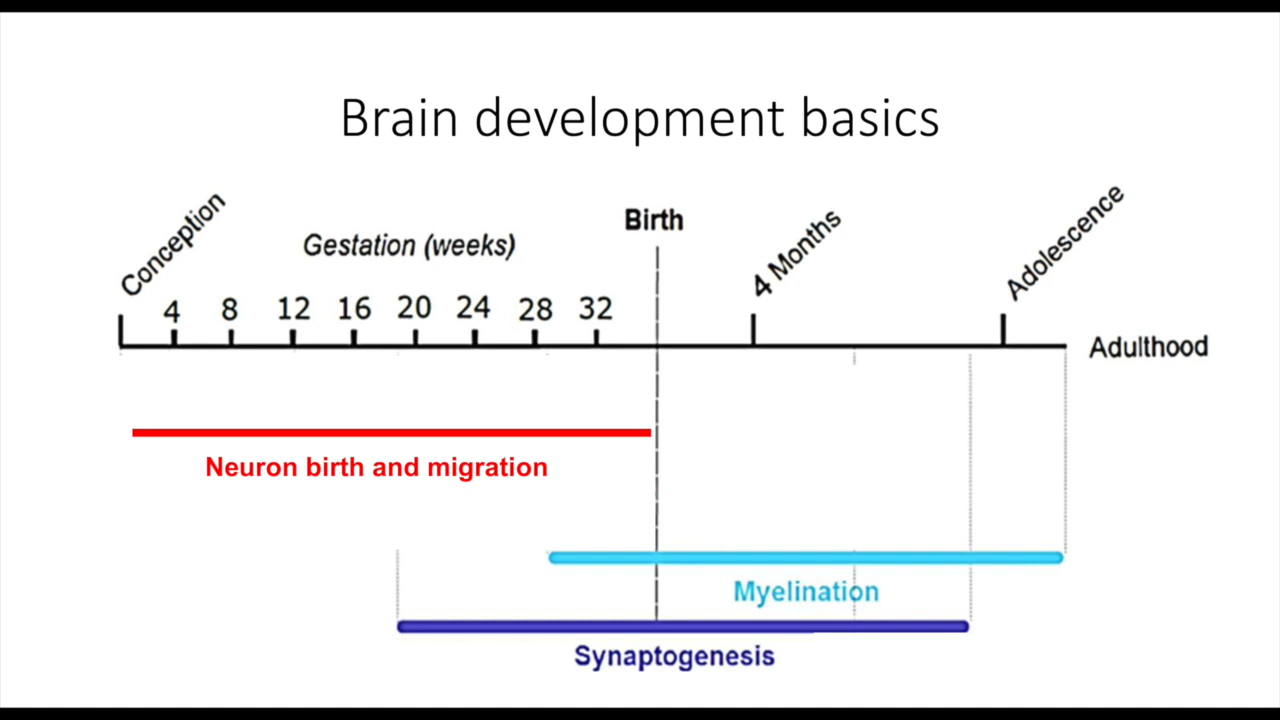 Brain development basics
Conception
Gestation (weeks)
Birth
4 Months
Adolescence
4 8 12 16 20 24 28 32
Adulthood
Neuron birth and migration
Myelination
Synaptogenesis